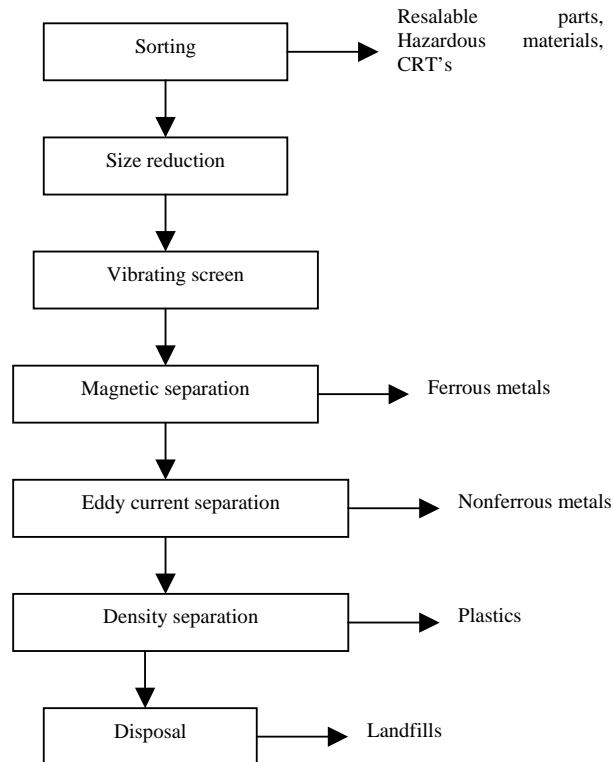 Sorting
Resalable parts,
Hazardous materials,
CRT's
Size reduction
Vibrating screen
Magnetic separation
Ferrous metals
Eddy current separation
Nonferrous metals
Density separation
Plastics
Disposal
Landfills